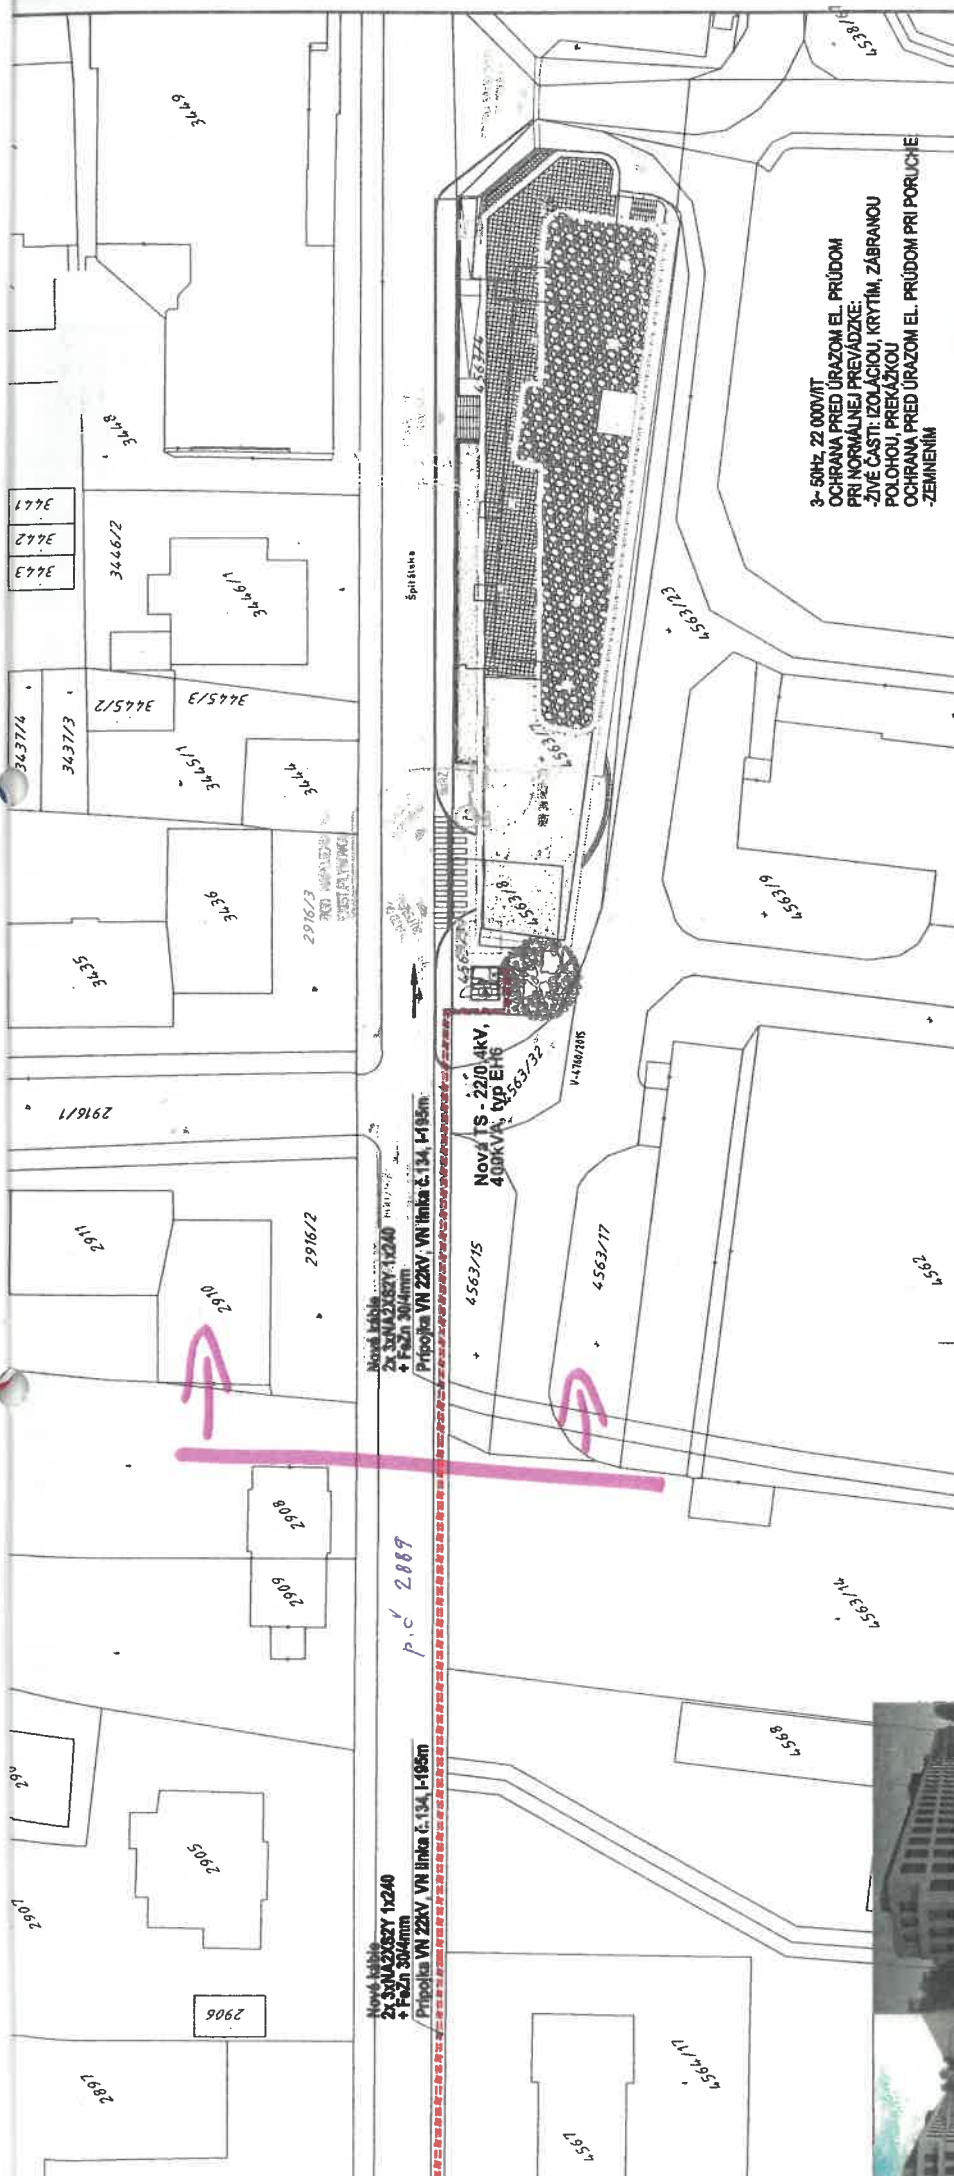 3449
4538/67
3448
3441
3442
3443
3446/2
3446/1
Špitálska
4563/4
3~ 50Hz, 22 000V/IT
OCHRANA PRED ÚRAZOM EL. PRÚDOM
PRI NORMÁLNEJ PREVÁDZKE:
-ŽIVÉ ČASTI: IZOLÁCIOU, KRYTÍM, ZÁBRANOU
POLOHOU, PREKÁŽKOU
OCHRANA PRED ÚRAZOM EL. PRÚDOM PRI PORUCHE:
-ZEMNENÍM
4563/23
3437/4
3437/3
3445/2
3445/3
3445/1
3444
3436
3435
2916/3
4563/8
4563/9
2916/1
Nová TS - 22/0,4kV,
400kVA, typ EH6
4563/32
V-4760/2015
2911
2910
2916/2
Nové káble
2x 3xNA2XS2Y 1x240
+ FeZn 30/4mm
Prípojka VN 22kV, VN linka č.134, l-195m
4563/15
4563/17
4562
2908
2909
p.č 2889
4563/14
4568
2905
2907
2906
2897
Nové káble
2x 3xNA2XS2Y 1x240
+ FeZn 30/4mm
Prípojka VN 22kV, VN linka č.134, l-195m
4567
4564/17